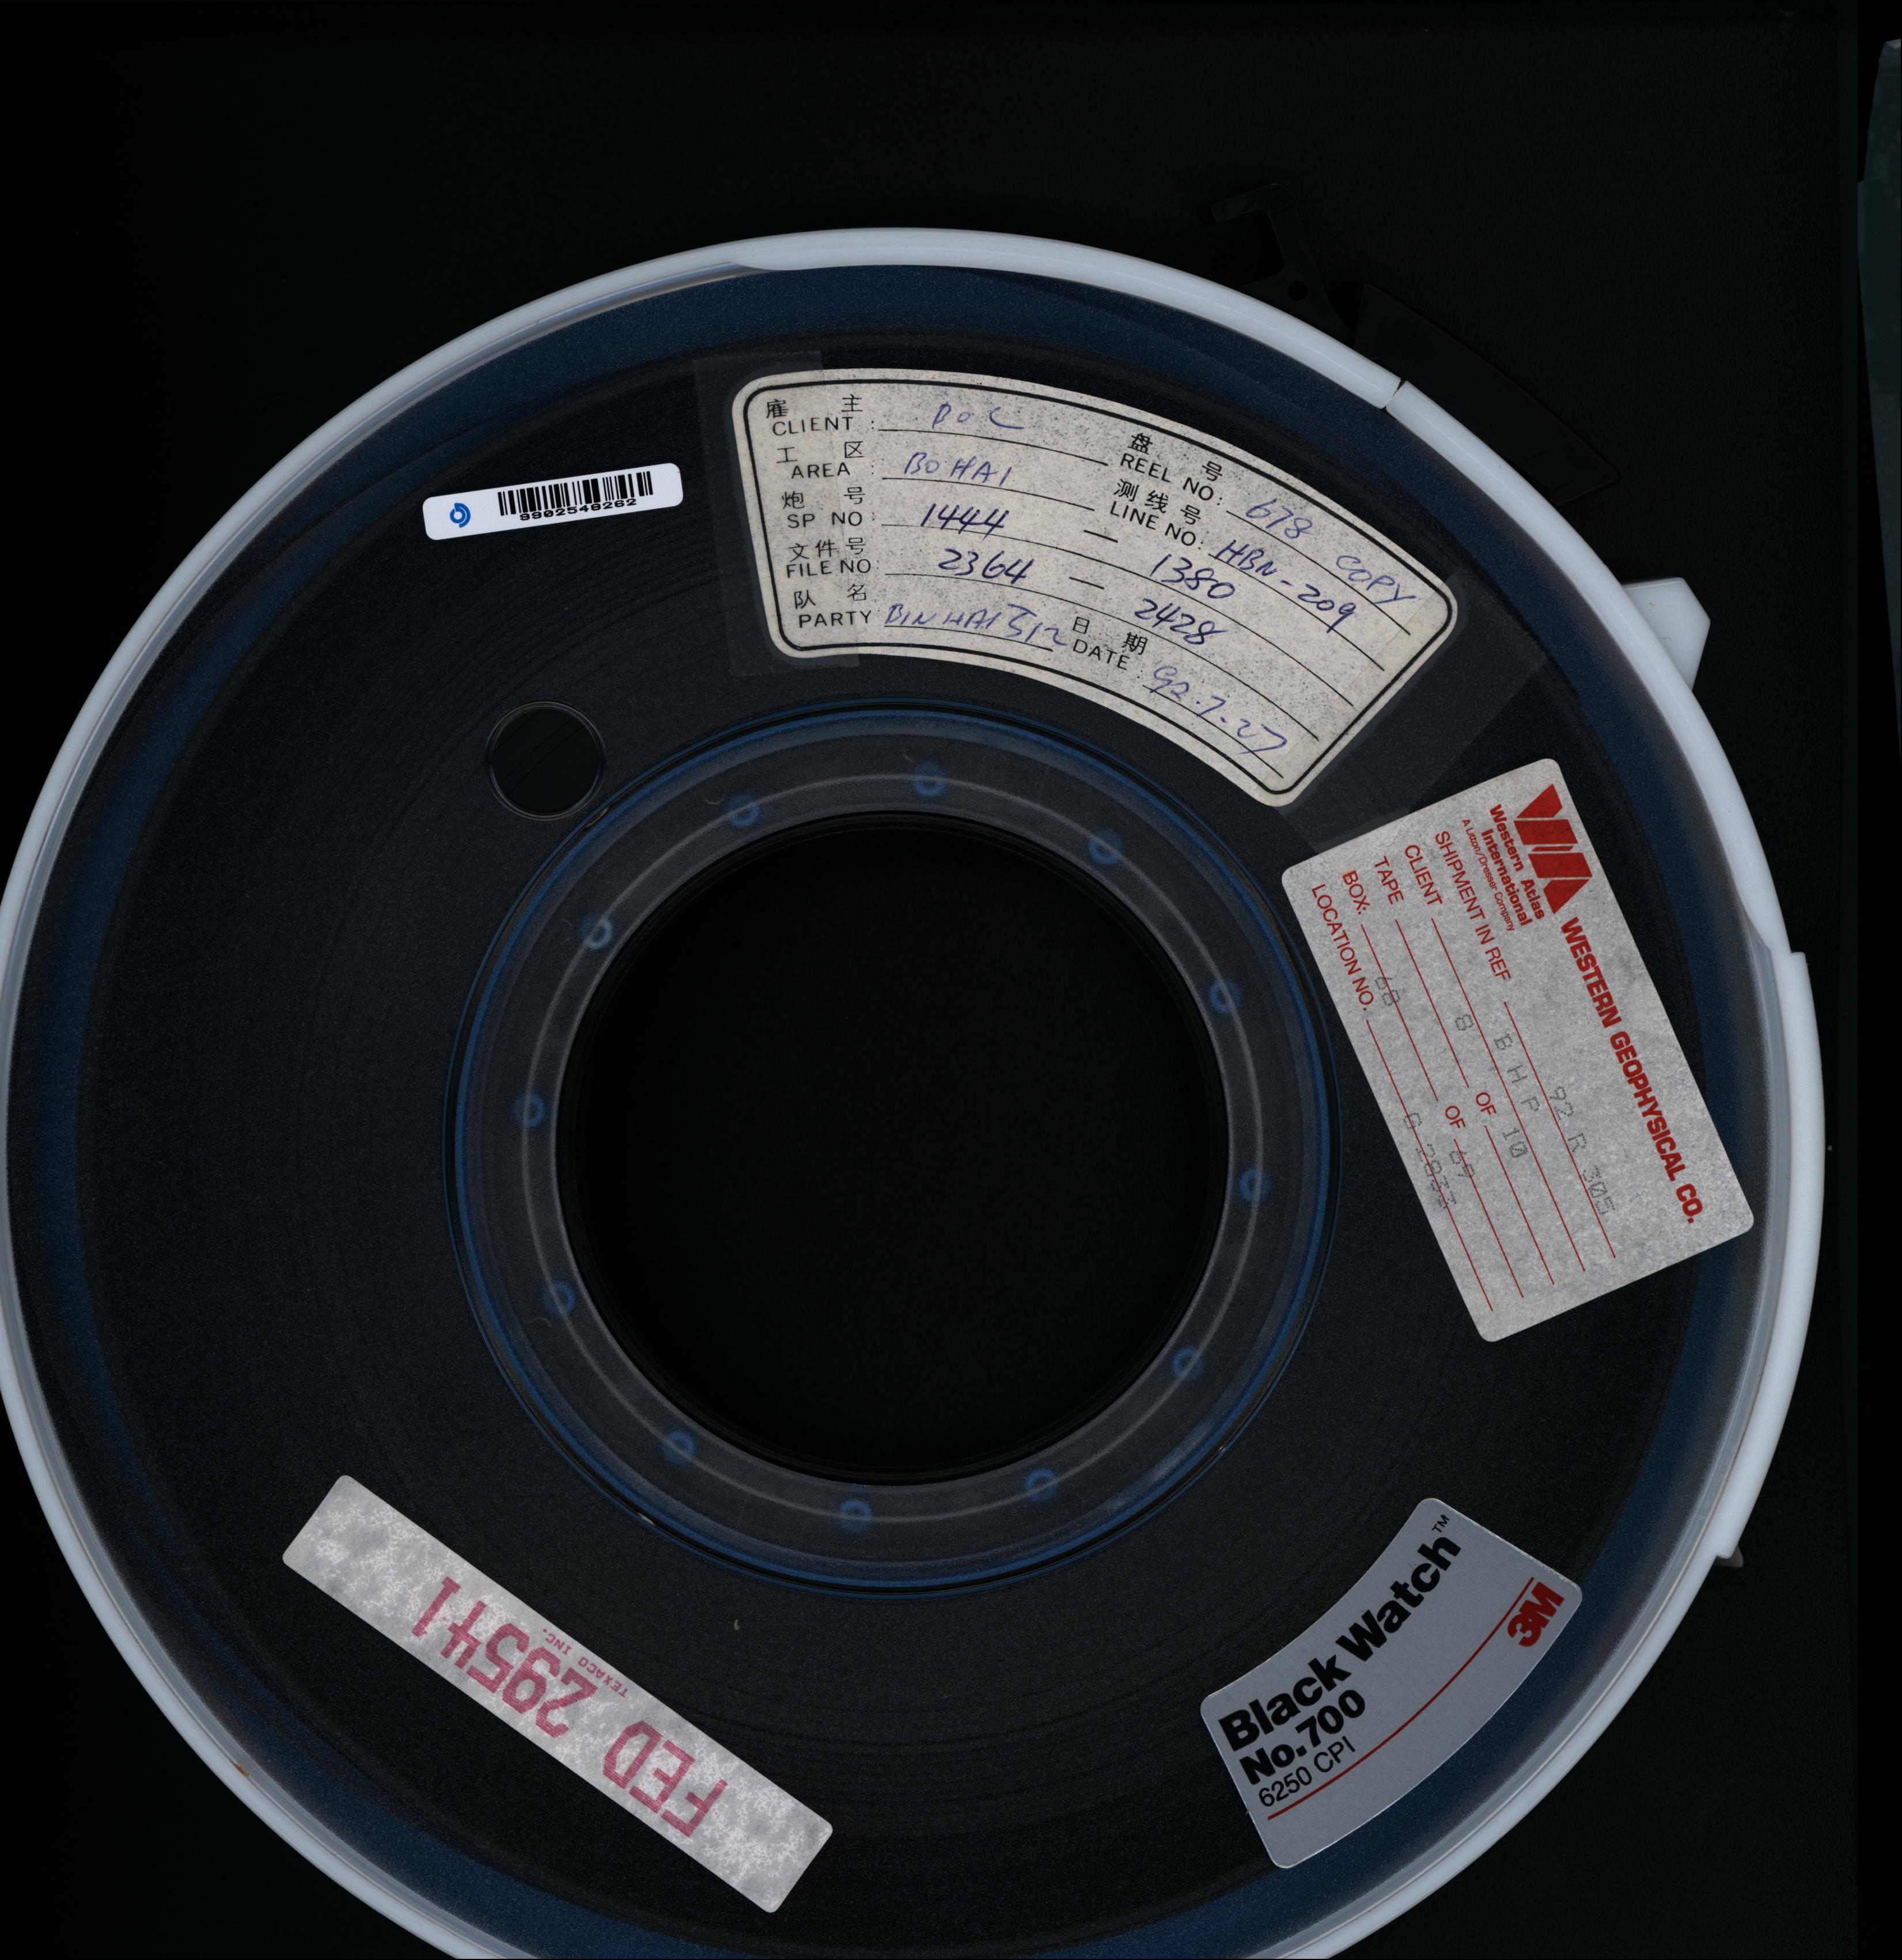 9902548262
雇 主
CLIENT : BOC
盘 号
REEL NO: 678 COPY
工 区
AREA : BO HAI
测 线 号
LINE NO: HBN-209
炮 号
SP NO : 1444 — 1380
文件号
FILE NO: 2364 — 2428
队 名
PARTY BIN HAI 512
日 期
DATE : 92.7.27
Western Atlas
International
A Litton/Dresser Company
WESTERN GEOPHYSICAL CO.
SHIPMENT IN REF 92 R 305
CLIENT B H P
TAPE 8 OF 10
BOX: 68 OF 69
LOCATION NO.
Black Watch™
No.700
6250 CPI
3M
FED 29541
TEXACO INC.